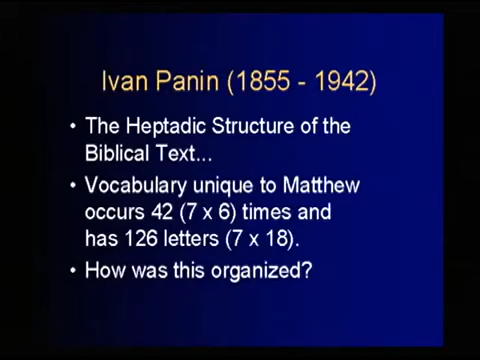 Ivan Panin (1855 - 1942)
• The Heptadic Structure of the
Biblical Text...
• Vocabulary unique to Matthew
occurs 42 (7 x 6) times and
has 126 letters (7 x 18).
• How was this organized?